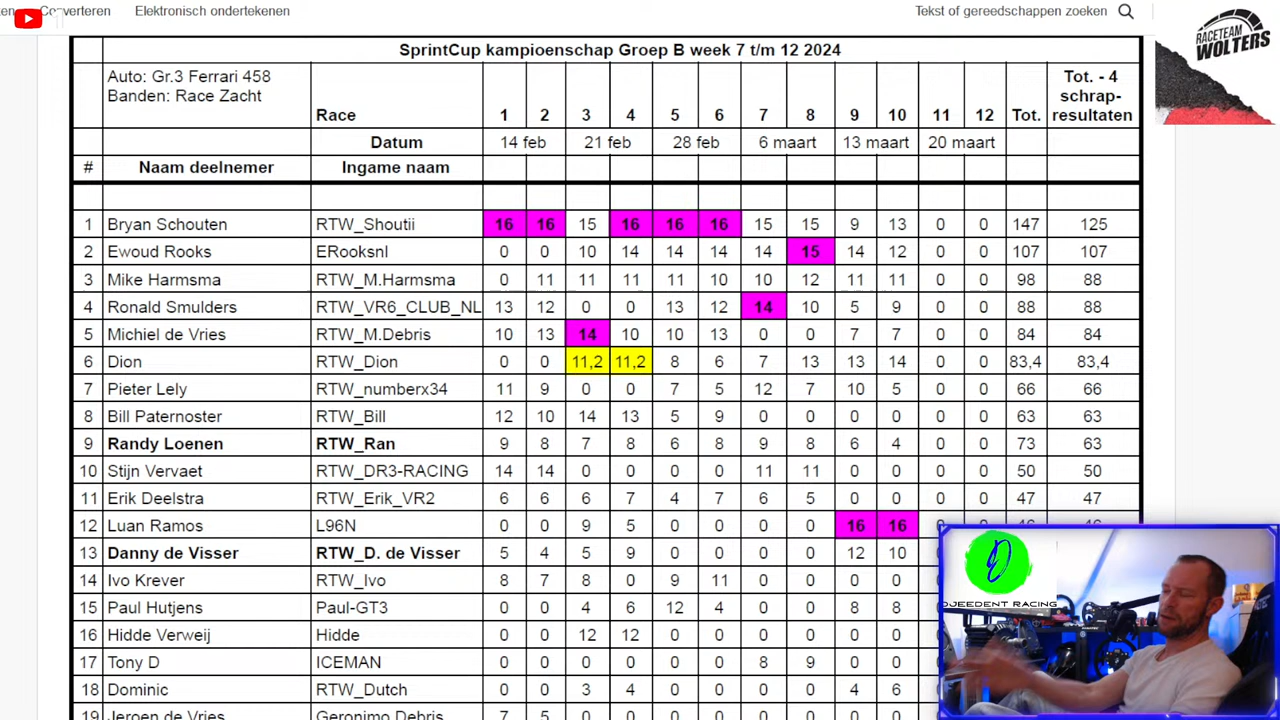 Converteren Elektronisch ondertekenen Tekst of gereedschappen zoeken
RACETEAM
WOLTERS
SprintCup kampioenschap Groep B week 7 t/m 12 2024
Auto: Gr.3 Ferrari 458
Banden: Race Zacht
Race 1 2 3 4 5 6 7 8 9 10 11 12 Tot. Tot. - 4 schrap-resultaten
Datum 14 feb 21 feb 28 feb 6 maart 13 maart 20 maart
# Naam deelnemer Ingame naam
1 Bryan Schouten RTW_Shoutii 16 16 15 16 16 16 15 15 9 13 0 0 147 125
2 Ewoud Rooks ERooksnl 0 0 10 14 14 14 14 15 14 12 0 0 107 107
3 Mike Harmsma RTW_M.Harmsma 0 11 11 11 11 10 10 12 11 11 0 0 98 88
4 Ronald Smulders RTW_VR6_CLUB_NL 13 12 0 0 13 12 14 10 5 9 0 0 88 88
5 Michiel de Vries RTW_M.Debris 10 13 14 10 10 13 0 0 7 7 0 0 84 84
6 Dion RTW_Dion 0 0 11,2 11,2 8 6 7 13 13 14 0 0 83,4 83,4
7 Pieter Lely RTW_numberx34 11 9 0 0 7 5 12 7 10 5 0 0 66 66
8 Bill Paternoster RTW_Bill 12 10 14 13 5 9 0 0 0 0 0 0 63 63
9 Randy Loenen RTW_Ran 9 8 7 8 6 8 9 8 6 4 0 0 73 63
10 Stijn Vervaet RTW_DR3-RACING 14 14 0 0 0 0 11 11 0 0 0 0 50 50
11 Erik Deelstra RTW_Erik_VR2 6 6 6 7 4 7 6 5 0 0 0 0 47 47
12 Luan Ramos L96N 0 0 9 5 0 0 0 0 16 16
13 Danny de Visser RTW_D. de Visser 5 4 5 9 0 0 0 0 12 10
14 Ivo Krever RTW_Ivo 8 7 8 0 9 11 0 0 0 0
15 Paul Hutjens Paul-GT3 0 0 4 6 12 4 0 0 8 8
16 Hidde Verweij Hidde 0 0 12 12 0 0 0 0 0 0
17 Tony D ICEMAN 0 0 0 0 0 0 8 9 0 0
18 Dominic RTW_Dutch 0 0 3 4 0 0 0 0 4 6
19 Jeroen de Vries Geronimo Debris 7 5 0 0 0 0 0 0 0 0
DJEEDENT RACING